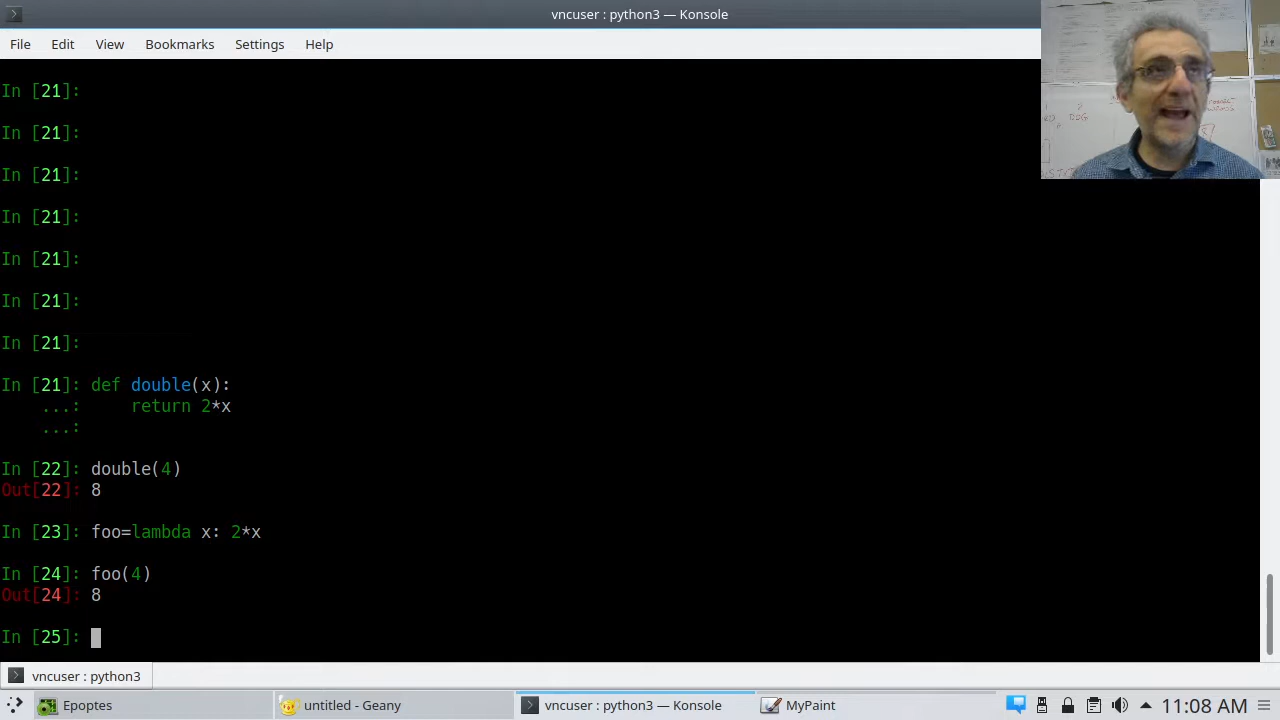 vncuser : python3 — Konsole
File Edit View Bookmarks Settings Help
In [21]:
In [21]:
In [21]:
In [21]:
In [21]:
In [21]:
In [21]:
In [21]: def double(x):
...: return 2*x
...:
In [22]: double(4)
Out[22]: 8
In [23]: foo=lambda x: 2*x
In [24]: foo(4)
Out[24]: 8
In [25]:
vncuser : python3
Epoptes untitled - Geany vncuser : python3 — Konsole MyPaint 11:08 AM